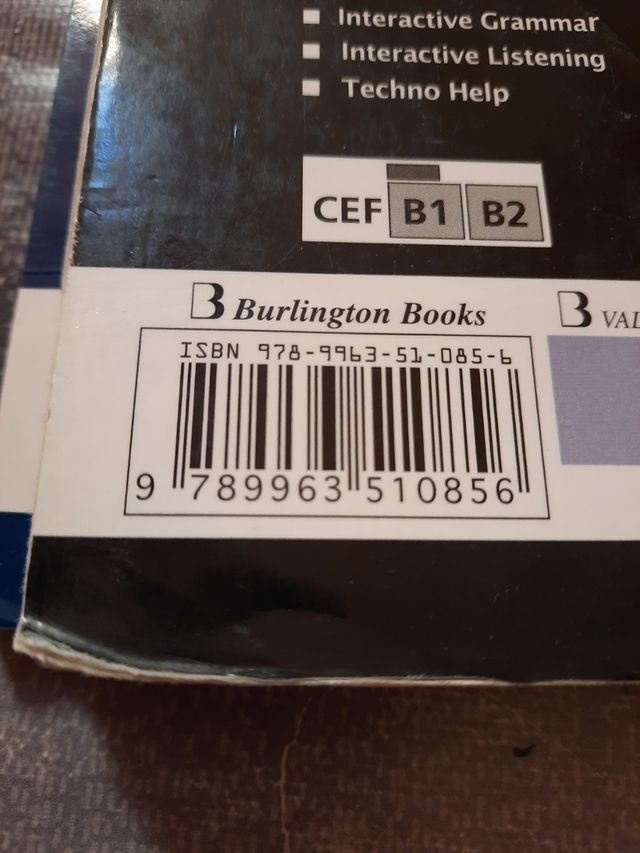 Interactive Grammar
Interactive Listening
Techno Help
CEF B1 B2
Burlington Books
ISBN 978-9963-51-085-6
9 789963 510856